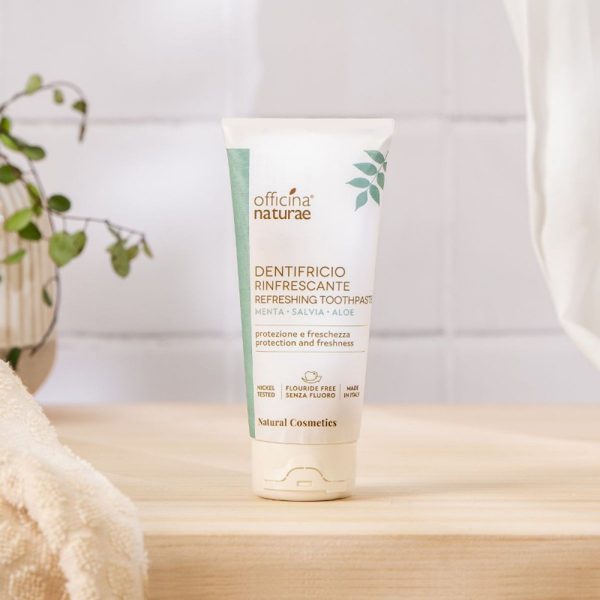 officina®
naturae
DENTIFRICIO
RINFRESCANTE
REFRESHING TOOTHPASTE
MENTA • SALVIA • ALOE
protezione e freschezza
protection and freshness
NICKEL
TESTED
FLOURIDE FREE
SENZA FLUORO
MADE
IN ITALY
Natural Cosmetics